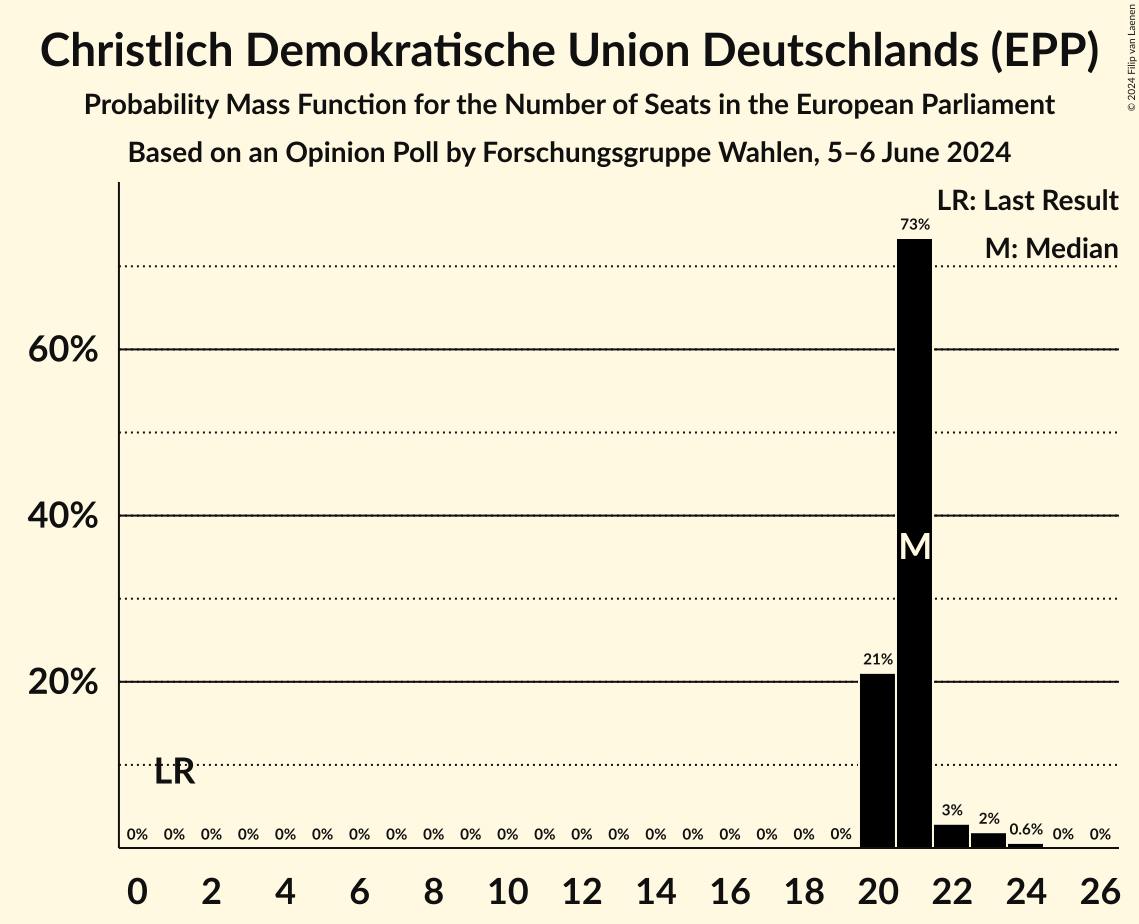 Christlich Demokratische Union Deutschlands (EPP)
Probability Mass Function for the Number of Seats in the European Parliament
Based on an Opinion Poll by Forschungsgruppe Wahlen, 5–6 June 2024
© 2024 Filip van Laenen
LR: Last Result
M: Median
73%
60%
40%
M
21%
20%
LR
0% 0% 0% 0% 0% 0% 0% 0% 0% 0% 0% 0% 0% 0% 0% 0% 0% 0% 0% 0% 3% 2% 0.6% 0% 0%
0 2 4 6 8 10 12 14 16 18 20 22 24 26